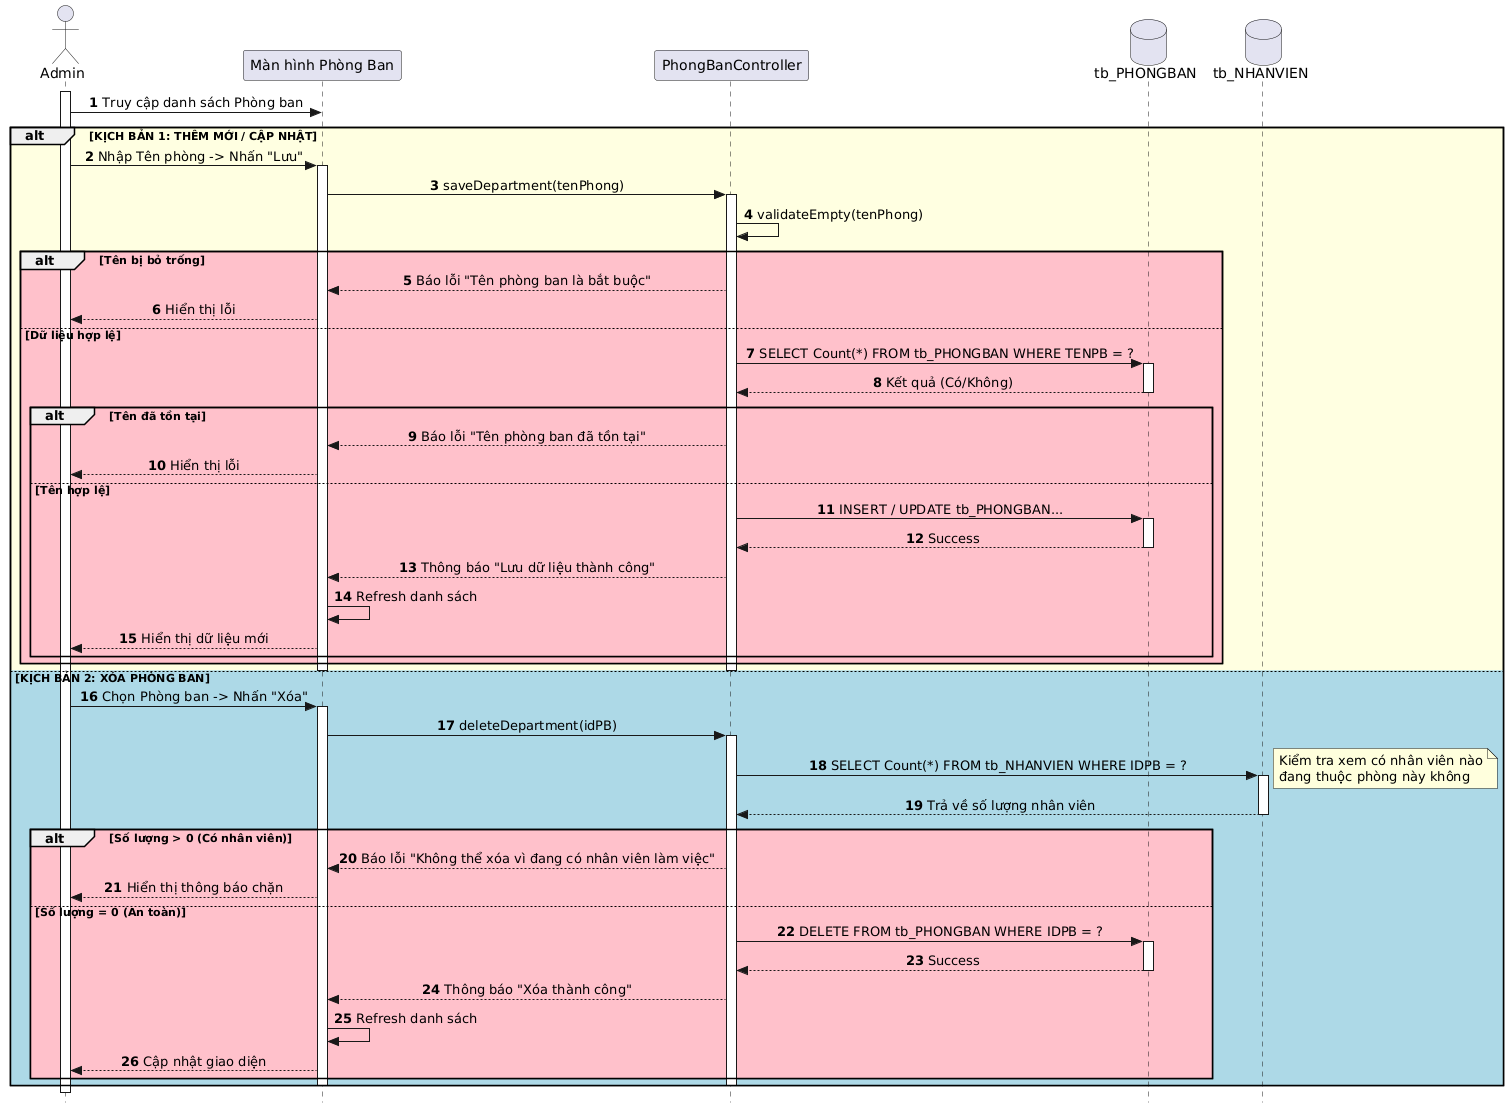 Admin
Màn hình Phòng Ban
PhongBanController
tb_PHONGBAN
tb_NHANVIEN
1 Truy cập danh sách Phòng ban
alt [KỊCH BẢN 1: THÊM MỚI / CẬP NHẬT]
2 Nhập Tên phòng -> Nhấn "Lưu"
3 saveDepartment(tenPhong)
4 validateEmpty(tenPhong)
alt [Tên bị bỏ trống]
5 Báo lỗi "Tên phòng ban là bắt buộc"
6 Hiển thị lỗi
[Dữ liệu hợp lệ]
7 SELECT Count(*) FROM tb_PHONGBAN WHERE TENPB = ?
8 Kết quả (Có/Không)
alt [Tên đã tồn tại]
9 Báo lỗi "Tên phòng ban đã tồn tại"
10 Hiển thị lỗi
[Tên hợp lệ]
11 INSERT / UPDATE tb_PHONGBAN...
12 Success
13 Thông báo "Lưu dữ liệu thành công"
14 Refresh danh sách
15 Hiển thị dữ liệu mới
[KỊCH BẢN 2: XÓA PHÒNG BAN]
16 Chọn Phòng ban -> Nhấn "Xóa"
17 deleteDepartment(idPB)
18 SELECT Count(*) FROM tb_NHANVIEN WHERE IDPB = ?
Kiểm tra xem có nhân viên nào
đang thuộc phòng này không
19 Trả về số lượng nhân viên
alt [Số lượng > 0 (Có nhân viên)]
20 Báo lỗi "Không thể xóa vì đang có nhân viên làm việc"
21 Hiển thị thông báo chặn
[Số lượng = 0 (An toàn)]
22 DELETE FROM tb_PHONGBAN WHERE IDPB = ?
23 Success
24 Thông báo "Xóa thành công"
25 Refresh danh sách
26 Cập nhật giao diện